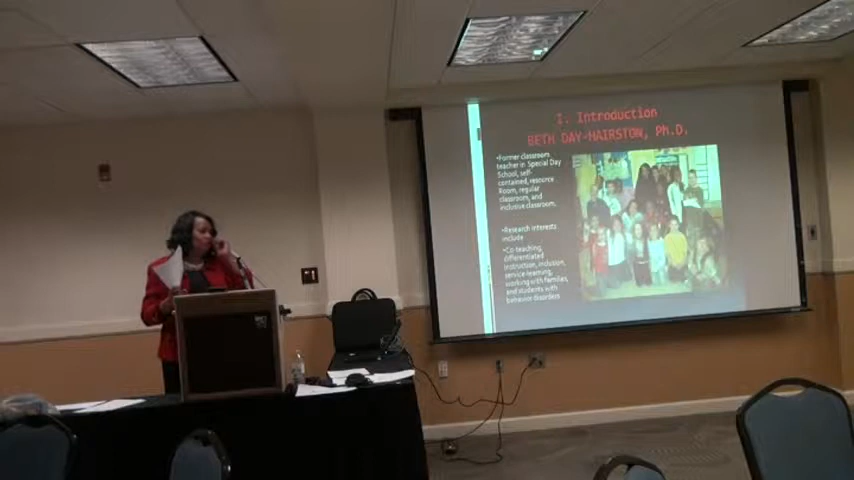 I. Introduction
BETH DAY-HAIRSTON, Ph.D.
•Former classroom
teacher in Special Day
School, self-
contained, resource
Room, regular
classroom, and
inclusive classroom.
•Research interests
include
•Co-teaching,
differentiated
instruction, inclusion,
service-learning,
working with families,
and students with
behavior disorders